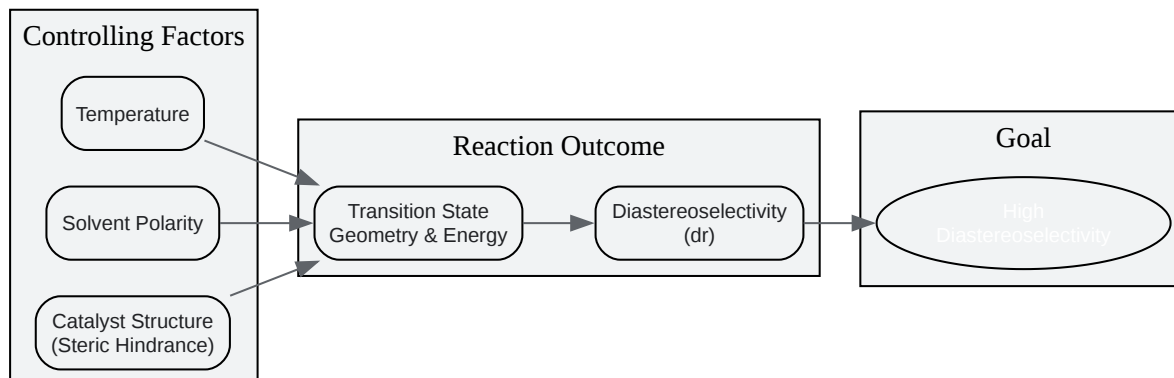 Controlling Factors
Temperature
Solvent Polarity
Catalyst Structure
(Steric Hindrance)
Reaction Outcome
Transition State
Geometry & Energy
Diastereoselectivity
(dr)
Goal
High
Diastereoselectivity